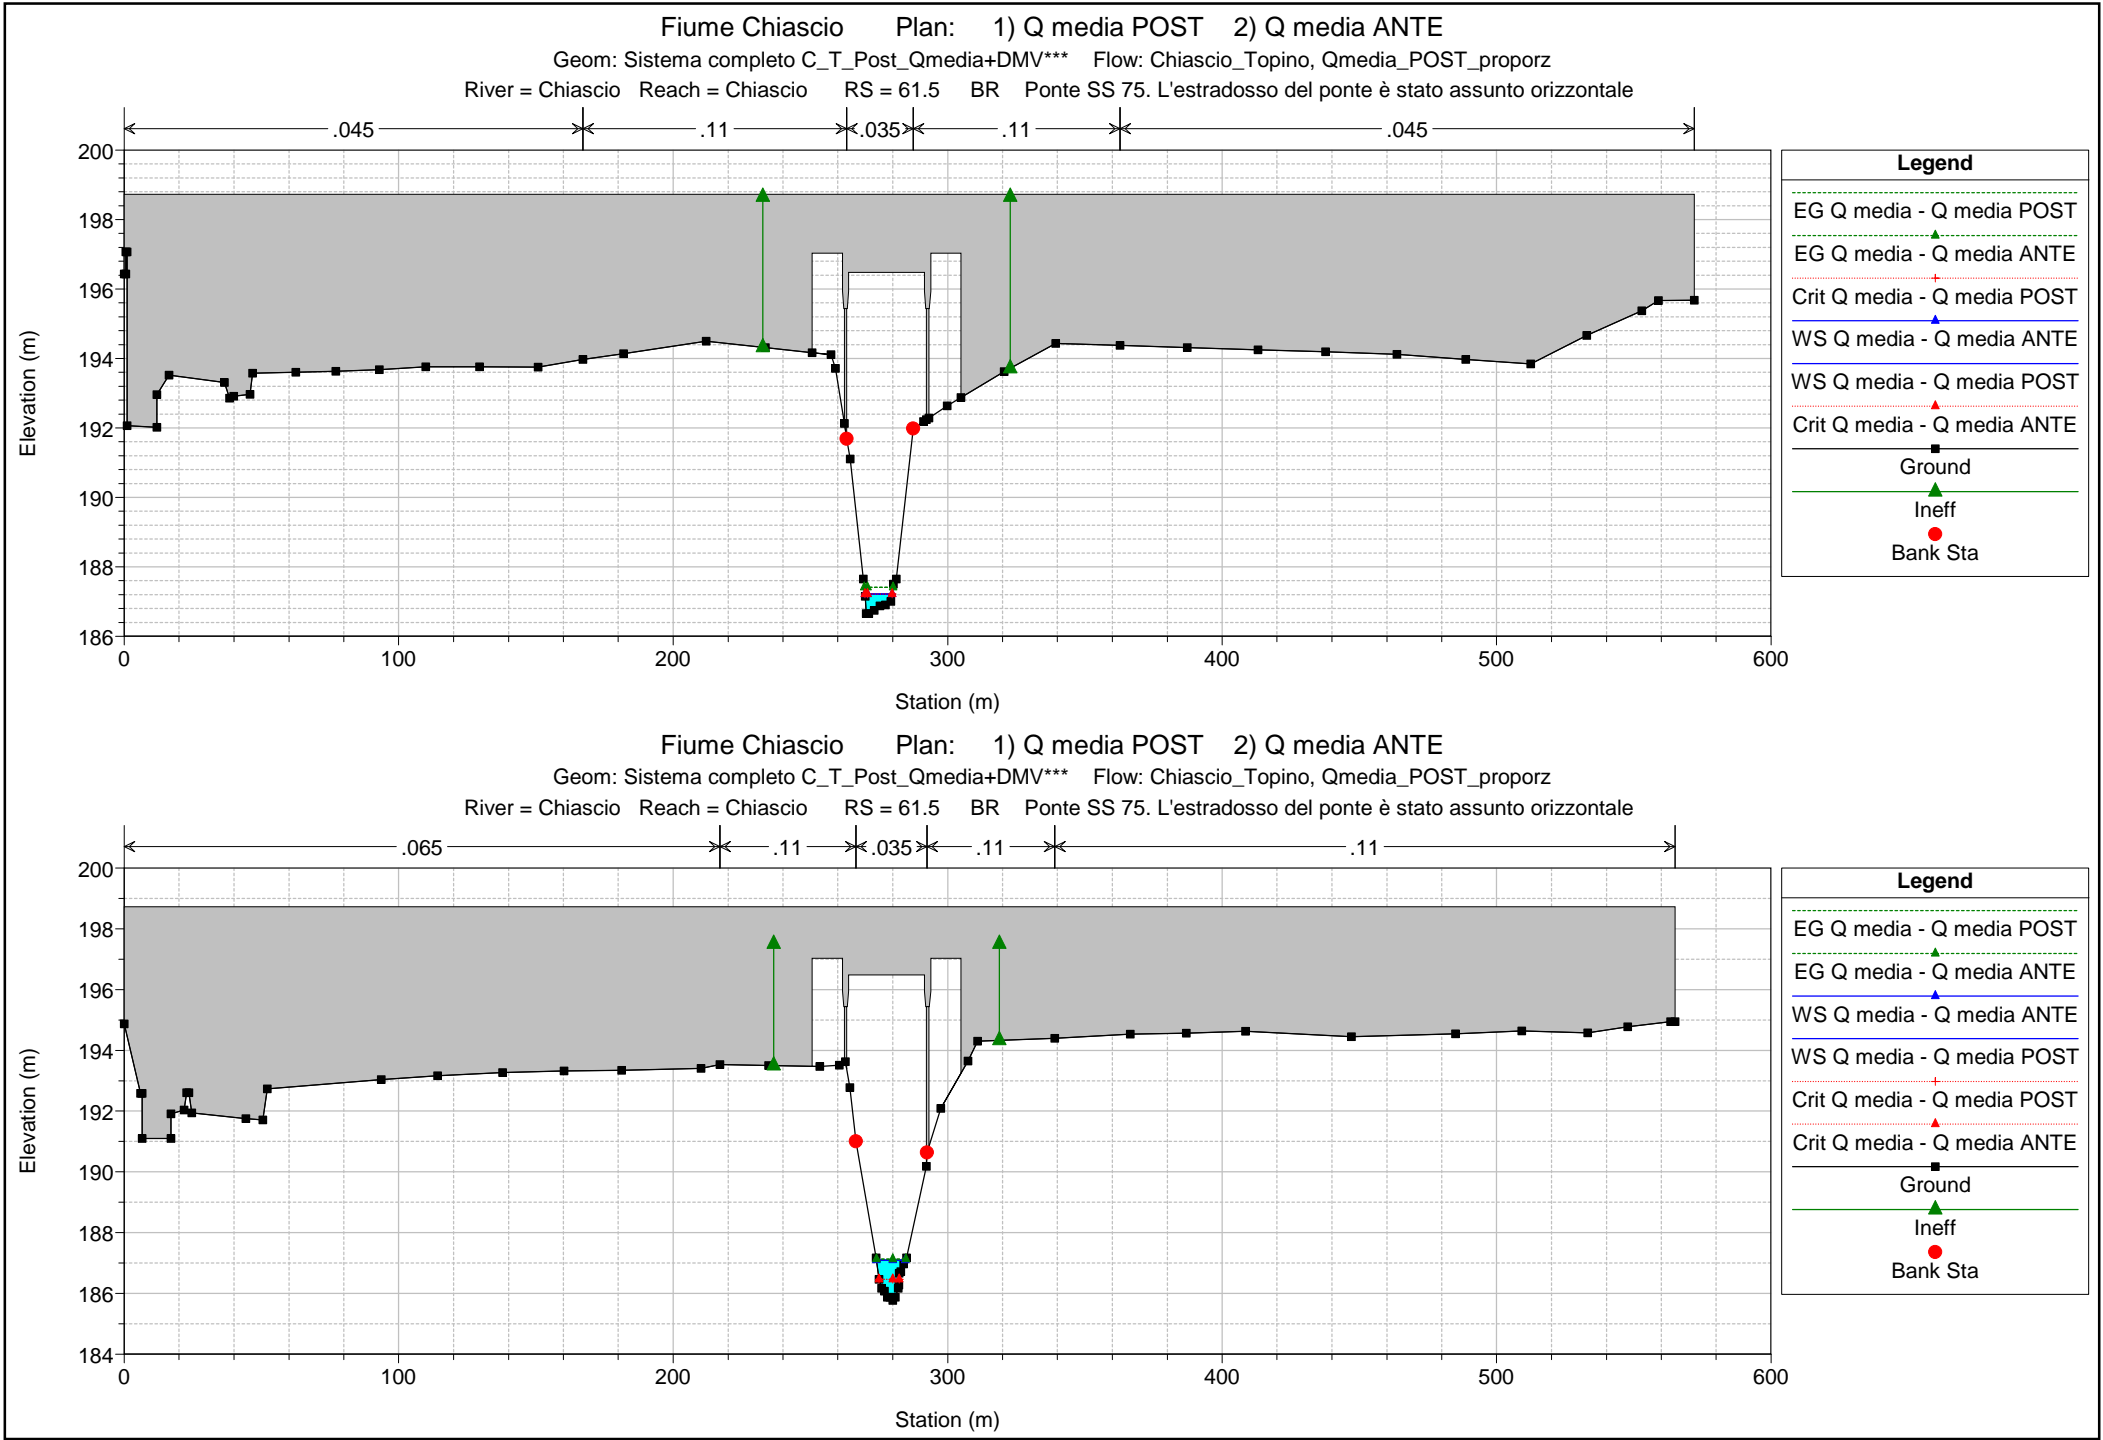 Fiume Chiascio Plan: 1) Q media POST 2) Q media ANTE
Geom: Sistema completo C_T_Post_Qmedia+DMV*** Flow: Chiascio_Topino, Qmedia_POST_proporz
River = Chiascio Reach = Chiascio RS = 61.5 BR Ponte SS 75. L'estradosso del ponte è stato assunto orizzontale
.045 .11 .035 .11 .045
200
198
196
194
192
190
188
186
Elevation (m)
0 100 200 300 400 500 600
Station (m)
Legend
EG Q media - Q media POST
EG Q media - Q media ANTE
Crit Q media - Q media POST
WS Q media - Q media ANTE
WS Q media - Q media POST
Crit Q media - Q media ANTE
Ground
Ineff
Bank Sta
Fiume Chiascio Plan: 1) Q media POST 2) Q media ANTE
Geom: Sistema completo C_T_Post_Qmedia+DMV*** Flow: Chiascio_Topino, Qmedia_POST_proporz
River = Chiascio Reach = Chiascio RS = 61.5 BR Ponte SS 75. L'estradosso del ponte è stato assunto orizzontale
.065 .11 .035 .11 .11
200
198
196
194
192
190
188
186
184
Elevation (m)
0 100 200 300 400 500 600
Station (m)
Legend
EG Q media - Q media POST
EG Q media - Q media ANTE
WS Q media - Q media ANTE
WS Q media - Q media POST
Crit Q media - Q media POST
Crit Q media - Q media ANTE
Ground
Ineff
Bank Sta